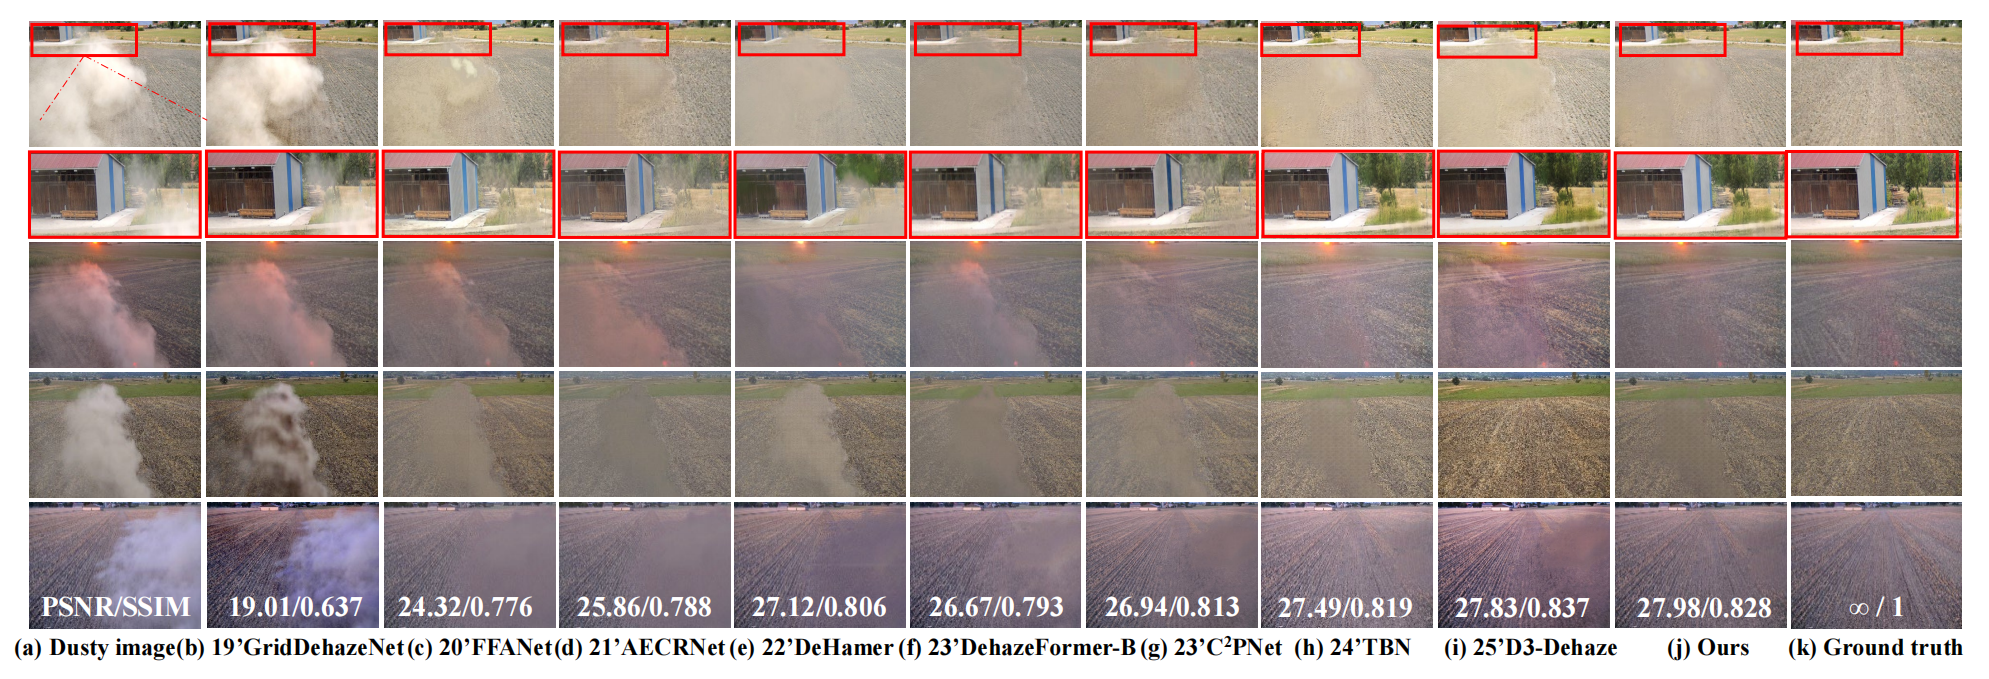 PSNR/SSIM 19.01/0.637 24.32/0.776 25.86/0.788 27.12/0.806 26.67/0.793 26.94/0.813 27.49/0.819 27.83/0.837 27.98/0.828 ∞ / 1
(a) Dusty image(b) 19’GridDehazeNet(c) 20’FFANet(d) 21’AECRNet(e) 22’DeHamer(f) 23’DehazeFormer-B(g) 23’C²PNet (h) 24’TBN (i) 25’D3-Dehaze (j) Ours (k) Ground truth